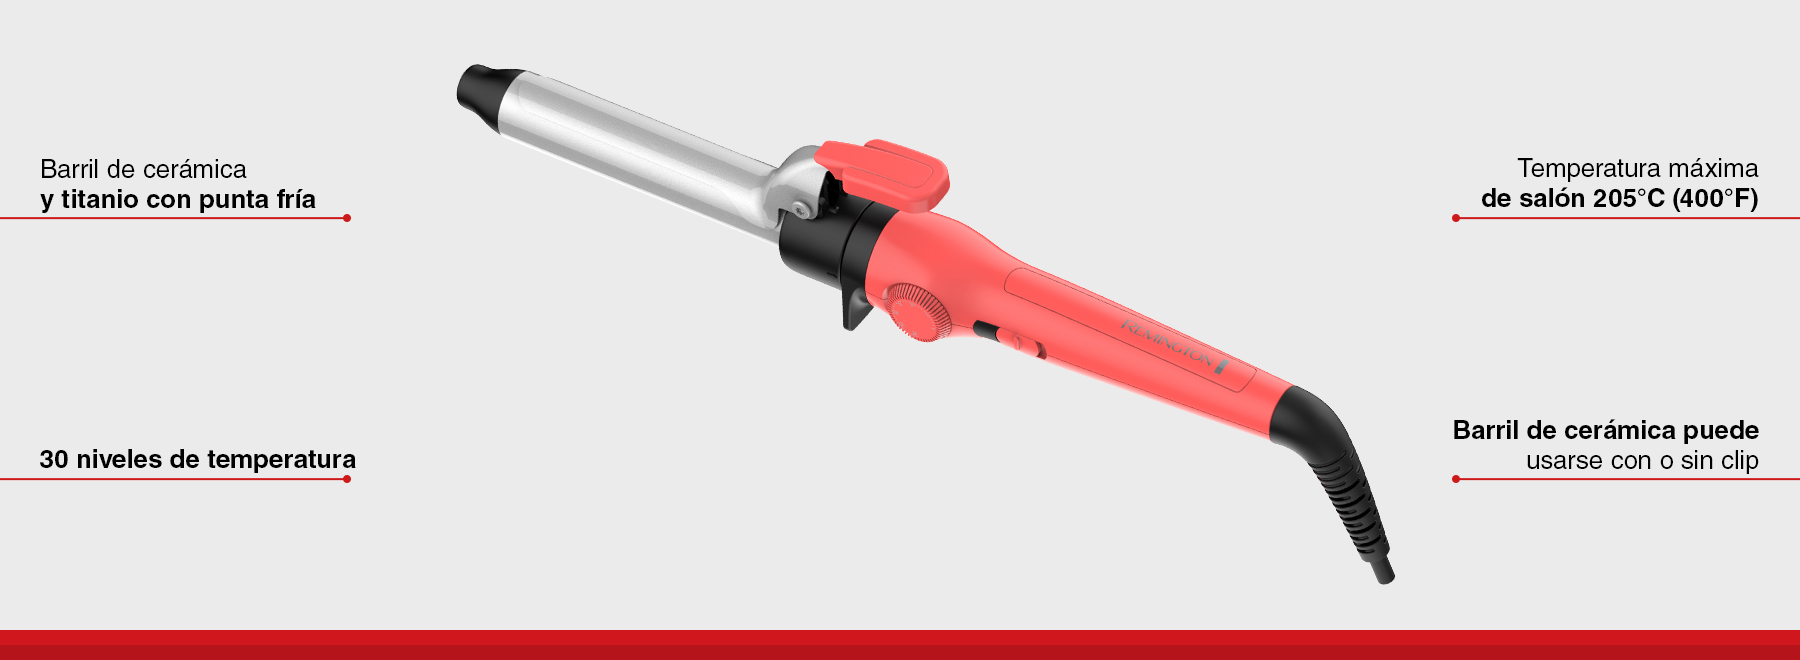 Barril de cerámica
y titanio con punta fría
30 niveles de temperatura
REMINGTON
Temperatura máxima
de salón 205°C (400°F)
Barril de cerámica puede
usarse con o sin clip